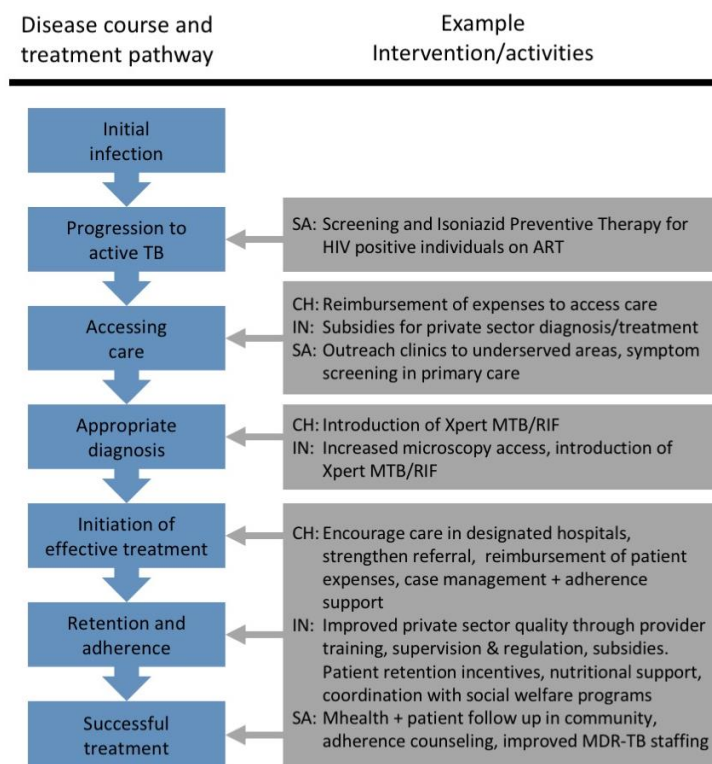 Disease course and
treatment pathway
Example
Intervention/activities
Initial
infection
Progression to
active TB
SA: Screening and Isoniazid Preventive Therapy for
HIV positive individuals on ART
Accessing
care
CH: Reimbursement of expenses to access care
IN: Subsidies for private sector diagnosis/treatment
SA: Outreach clinics to underserved areas, symptom
screening in primary care
Appropriate
diagnosis
CH: Introduction of Xpert MTB/RIF
IN: Increased microscopy access, introduction of
Xpert MTB/RIF
Initiation of
effective treatment
Retention and
adherence
Successful
treatment
CH: Encourage care in designated hospitals,
strengthen referral, reimbursement of patient
expenses, case management + adherence
support
IN: Improved private sector quality through provider
training, supervision & regulation, subsidies.
Patient retention incentives, nutritional support,
coordination with social welfare programs
SA: Mhealth + patient follow up in community,
adherence counseling, improved MDR-TB staffing